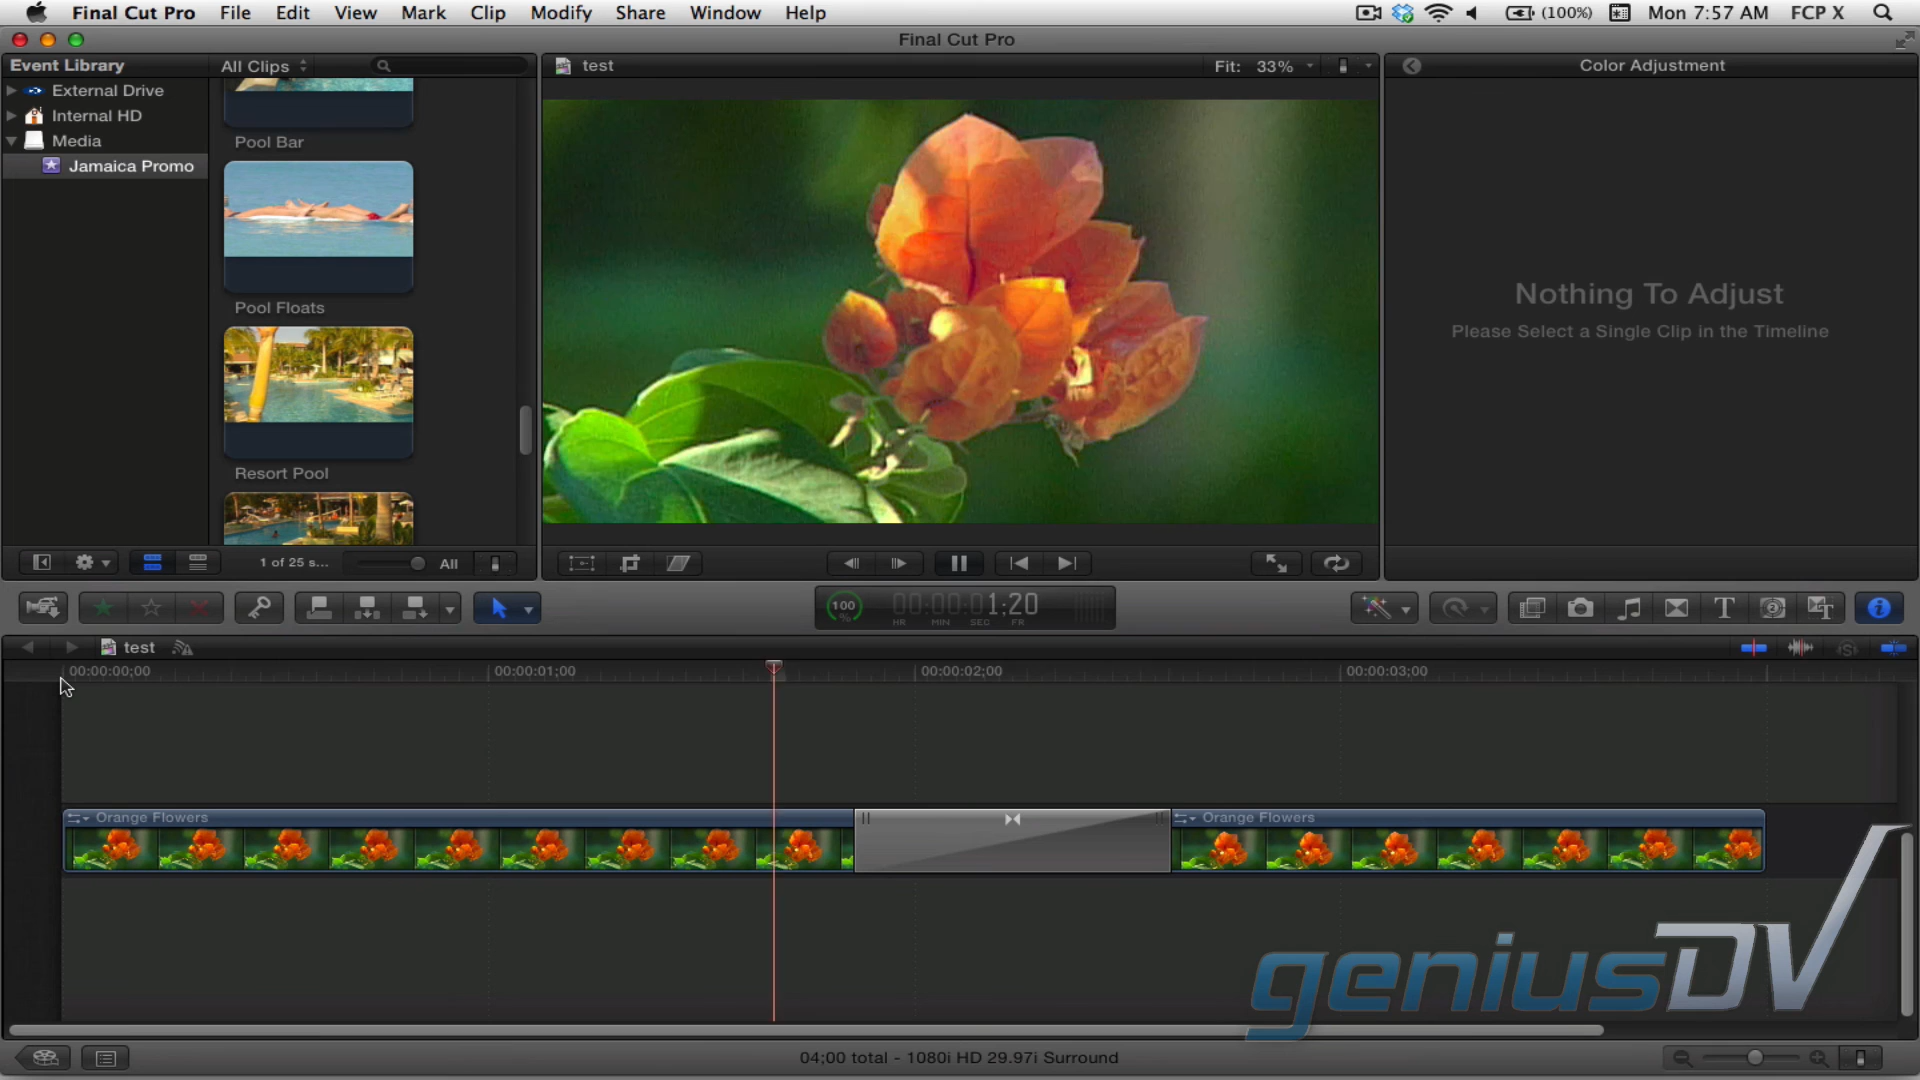 Final Cut Pro File Edit View Mark Clip Modify Share Window Help (100%) Mon 7:57 AM FCP X
Final Cut Pro
Event Library All Clips test Fit: 33% Color Adjustment
External Drive
Internal HD
Media
Jamaica Promo
Pool Bar
Pool Floats
Resort Pool
Nothing To Adjust
Please Select a Single Clip in the Timeline
1 of 25 s... All
100 % 00:00:01;20
HR MIN SEC FR
test
00:00:00;00 00:00:01;00 00:00:02;00 00:00:03;00
Orange Flowers Orange Flowers
geniusDV
04;00 total - 1080i HD 29.97i Surround